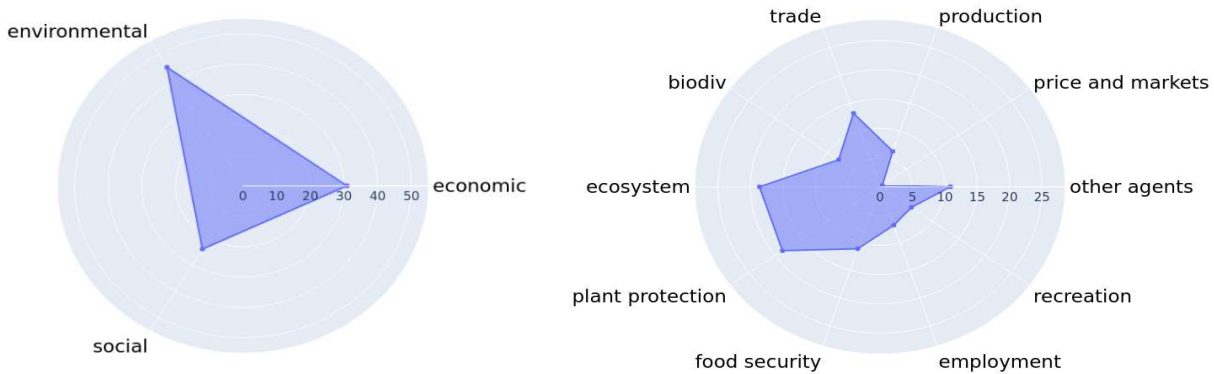 environmental
economic
social
0 10 20 30 40 50
trade
production
biodiv
price and markets
ecosystem
other agents
0 5 10 15 20 25
plant protection
recreation
food security
employment